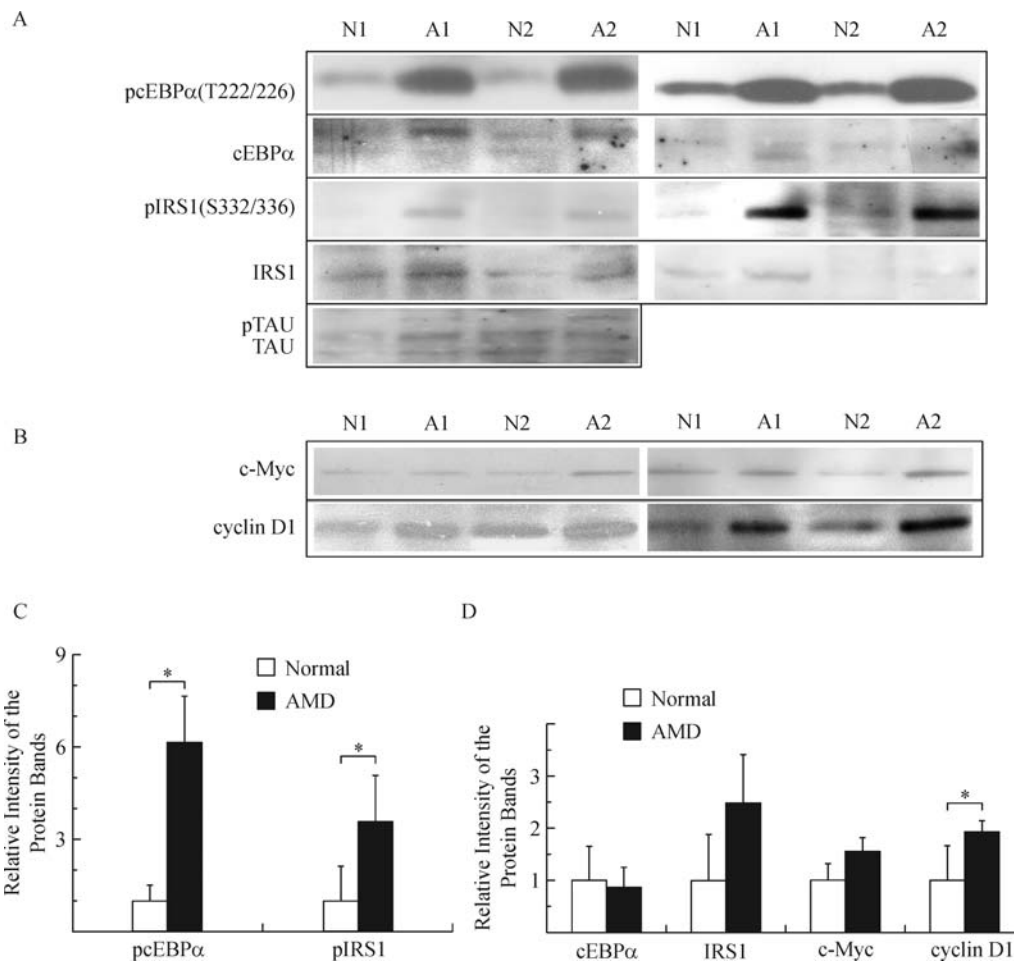 A
N1 A1 N2 A2 N1 A1 N2 A2
pcEBPα(T222/226)
cEBPα
pIRS1(S332/336)
IRS1
pTAU
TAU
B
N1 A1 N2 A2 N1 A1 N2 A2
c-Myc
cyclin D1
C
Relative Intensity of the
Protein Bands
9
6
3
*
*
Normal
AMD
pcEBPα pIRS1
D
Relative Intensity of the
Protein Bands
3
2
1
*
Normal
AMD
cEBPα IRS1 c-Myc cyclin D1